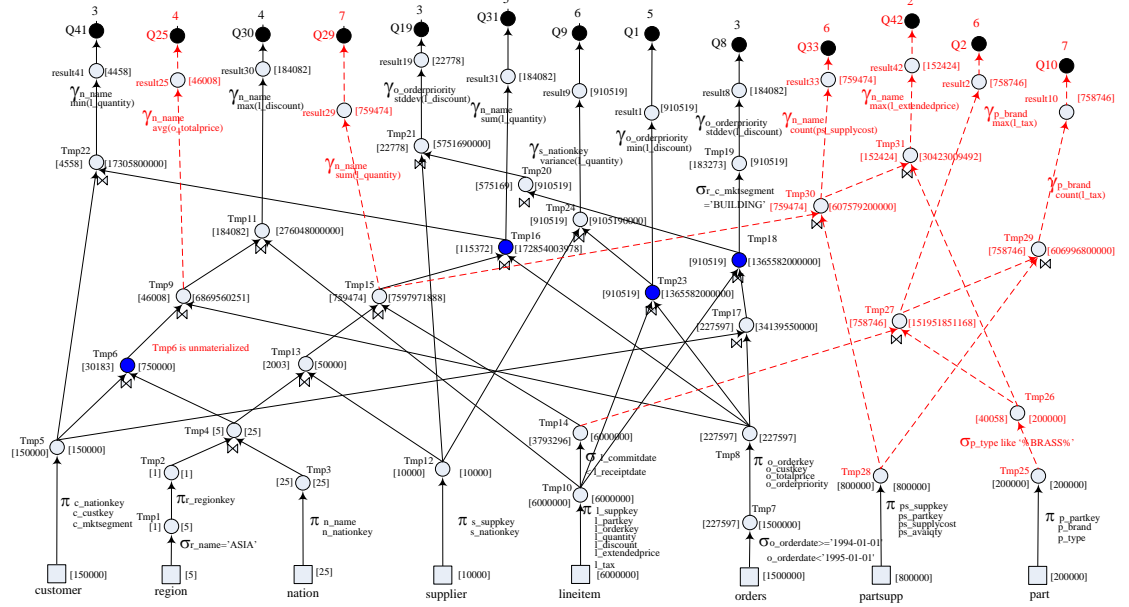 3 4 4 7 3 5 6 5 3 6 2 6 7
Q41 Q25 Q30 Q29 Q19 Q31 Q9 Q1 Q8 Q33 Q42 Q2 Q10
result41 [4458]
result25 [46008]
result30 [184082]
result29 [759474]
[22778]
result31 [184082]
result9 [910519]
result1 [910519]
result8 [184082]
result33 [759474]
result42 [152424]
result2 [758746]
result10 [758746]
γn_name
min(l_quantity)
γn_name
avg(o_totalprice)
γn_name
max(l_discount)
γn_name
sum(l_quantity)
γo_orderpriority
stddev(l_discount)
γn_name
sum(l_quantity)
γs_nationkey
variance(l_quantity)
γo_orderpriority
min(l_discount)
γo_orderpriority
stddev(l_discount)
γn_name
count(ps_supplycost)
γn_name
max(l_extendedprice)
γp_brand
max(l_tax)
γp_brand
count(l_tax)
Tmp22
[4558] [17305800000]
Tmp21
[22778] [5751690000]
Tmp20
[575169] [910519]
Tmp19
[183273] [910519]
σr_c_mktsegment
='BUILDING'
Tmp31
[152424] [30423009492]
Tmp30
[759474] [607579200000]
Tmp11
[184082] [276048000000]
Tmp16
[115372] [172854003978]
Tmp24
[910519] [9105190000]
Tmp18
[910519] [1365582000000]
Tmp29
[758746] [606996800000]
Tmp9
[46008] [6869560251]
Tmp15
[759474] [7597971888]
Tmp23
[910519] [1365582000000]
Tmp17
[227597] [34139550000]
Tmp27
[758746] [151951851168]
Tmp6 Tmp6 is unmaterialized
[30183] [750000]
Tmp13
[2003] [50000]
Tmp26
[40058] [200000]
σp_type like '%BRASS%'
Tmp5
[150000] [150000]
Tmp4 [5] [25]
Tmp14
[3793296] [6000000]
σ l_commitdate
<l_receiptdate
[227597] [227597]
Tmp8
π o_orderkey
o_custkey
o_totalprice
o_orderpriority
Tmp2
[1] [1]
πr_regionkey
Tmp3
[25] [25]
Tmp12
[10000] [10000]
Tmp10
[6000000] [6000000]
Tmp28
[800000] [800000]
Tmp25
[200000] [200000]
π c_nationkey
c_custkey
c_mktsegment
Tmp1
[1] [5]
σr_name='ASIA'
π n_name
n_nationkey
π s_suppkey
s_nationkey
π l_suppkey
l_partkey
l_orderkey
l_quantity
l_discount
l_extendedprice
l_tax
Tmp7
[227597] [1500000]
σo_orderdate>='1994-01-01'
o_orderdate<'1995-01-01'
π ps_suppkey
ps_partkey
ps_supplycost
ps_avaiqty
π p_partkey
p_brand
p_type
[150000] [5] [25] [10000] [6000000] [1500000] [800000] [200000]
customer region nation supplier lineitem orders partsupp part